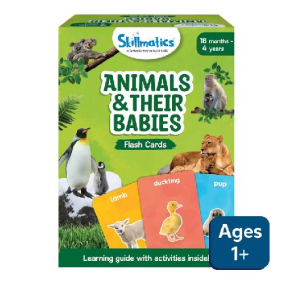 Skillmatics
18 months -
4 years
ANIMALS
& THEIR
BABIES
Flash Cards
lamb
duckling
pup
Learning guide with activities inside!
Ages
1+